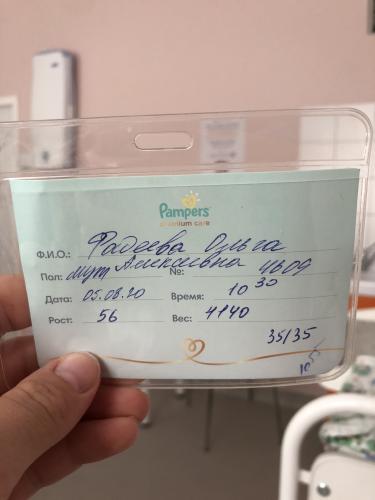 Pampers
premium care
Ф.И.О.: Фадеева Ольга
Алексеевна
Пол: муж №: 4609
Дата: 05.08.20 Время: 10 30
Рост: 56 Вес: 4140
35/35